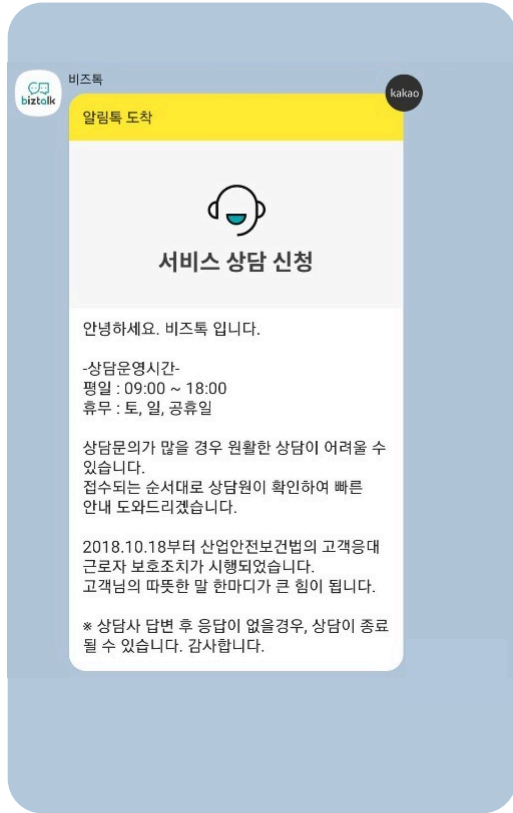 biztalk
비즈톡
kakao
알림톡 도착
서비스 상담 신청
안녕하세요. 비즈톡 입니다.
-상담운영시간-
평일 : 09:00 ~ 18:00
휴무 : 토, 일, 공휴일
상담문의가 많을 경우 원활한 상담이 어려울 수
있습니다.
접수되는 순서대로 상담원이 확인하여 빠른
안내 도와드리겠습니다.
2018.10.18부터 산업안전보건법의 고객응대
근로자 보호조치가 시행되었습니다.
고객님의 따뜻한 말 한마디가 큰 힘이 됩니다.
※ 상담사 답변 후 응답이 없을경우, 상담이 종료
될 수 있습니다. 감사합니다.